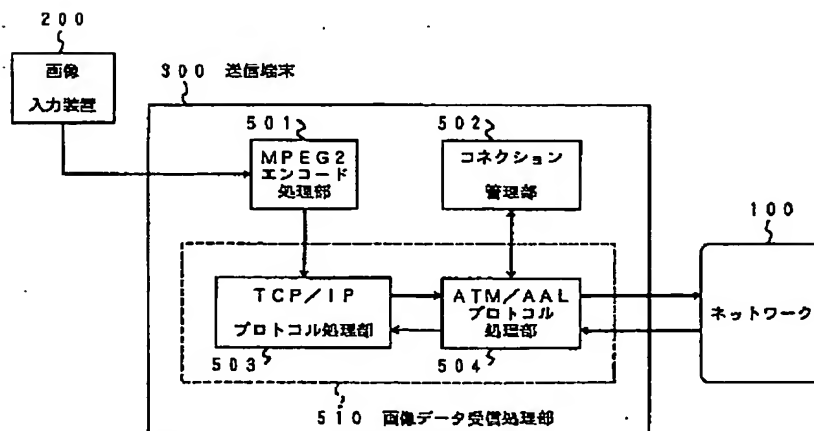 200
画像
入力装置
300 送信端末
501
MPEG2
エンコード
処理部
502
コネクション
管理部
100
ネットワーク
TCP/IP
プロトコル処理部
503
ATM/AAL
プロトコル
処理部
504
510 画像データ受信処理部